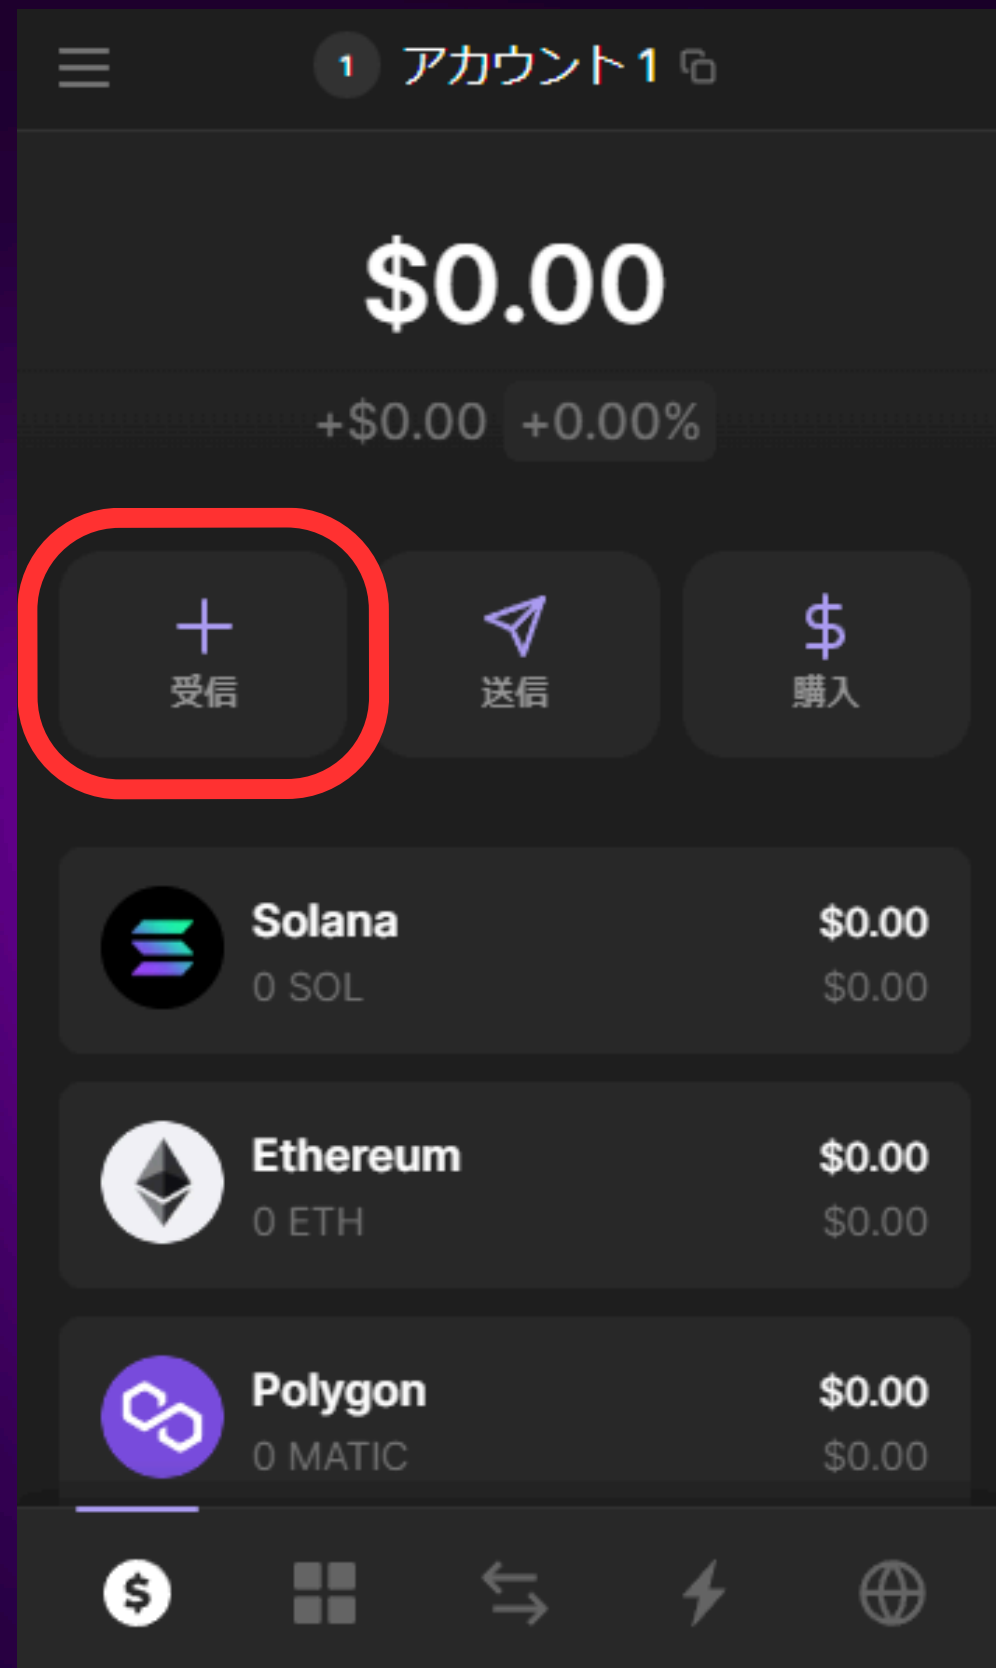 1 アカウント 1
$0.00
+$0.00 +0.00%
受信 送信 購入
Solana $0.00
0 SOL $0.00
Ethereum $0.00
0 ETH $0.00
Polygon $0.00
0 MATIC $0.00